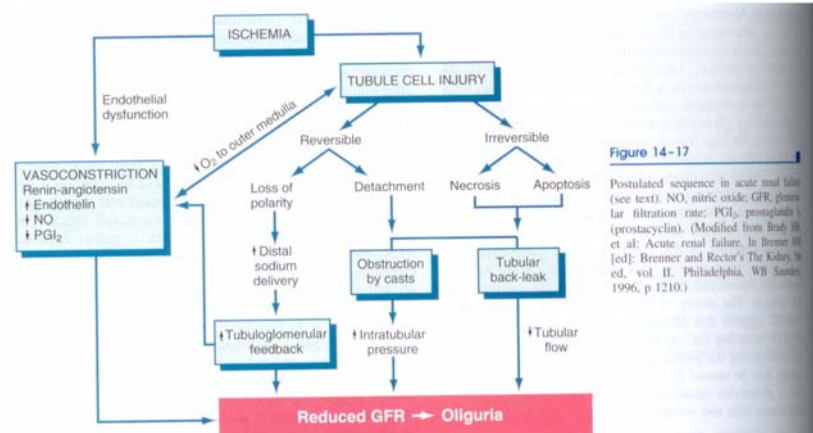 ISCHEMIA
Endothelial
dysfunction
TUBULE CELL INJURY
O₂ to outer medulla
Reversible
Irreversible
VASOCONSTRICTION
Renin-angiotensin
Endothelin
NO
PGI₂
Loss of
polarity
Detachment
Necrosis
Apoptosis
Distal
sodium
delivery
Obstruction
by casts
Tubular
back-leak
Tubuloglomerular
feedback
Intratubular
pressure
Tubular
flow
Reduced GFR → Oliguria
Figure 14-17
Postulated sequence in acute renal
(see text). NO, nitric oxide; GFR,
lar filtration rate; PGI₂, prostaglandin
(prostacyclin). (Modified from Brady
et al: Acute renal failure. In Brenner
[ed]: Brenner and Rector's The Kidney,
ed, vol II. Philadelphia, WB Saunders,
1996, p 1210.)